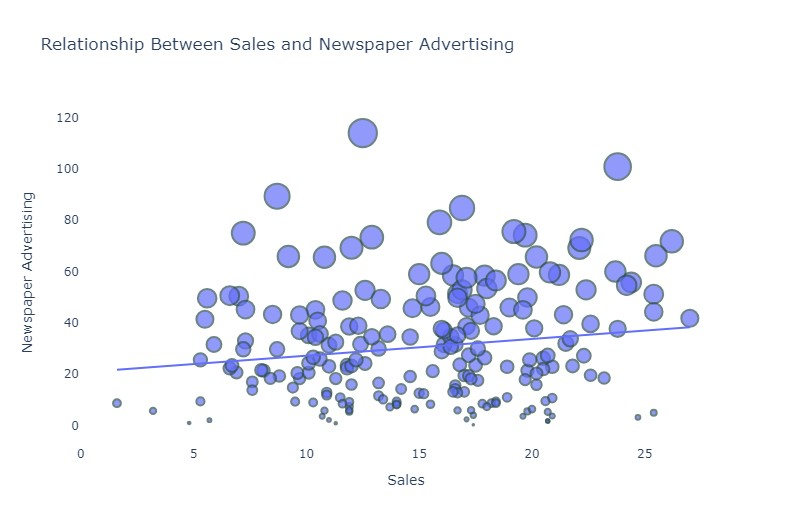 Relationship Between Sales and Newspaper Advertising
120
100
80
60
40
20
0
Newspaper Advertising
0 5 10 15 20 25
Sales